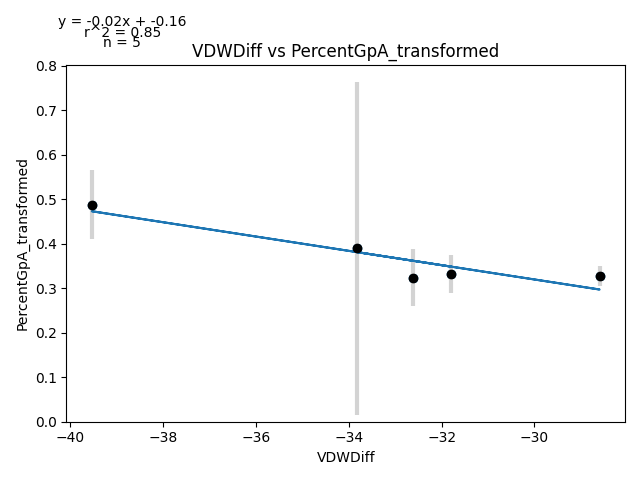 y = -0.02x + -0.16
r^2 = 0.85
n = 5
VDWDiff vs PercentGpA_transformed
PercentGpA_transformed
0.8
0.7
0.6
0.5
0.4
0.3
0.2
0.1
0.0
−40 −38 −36 −34 −32 −30
VDWDiff